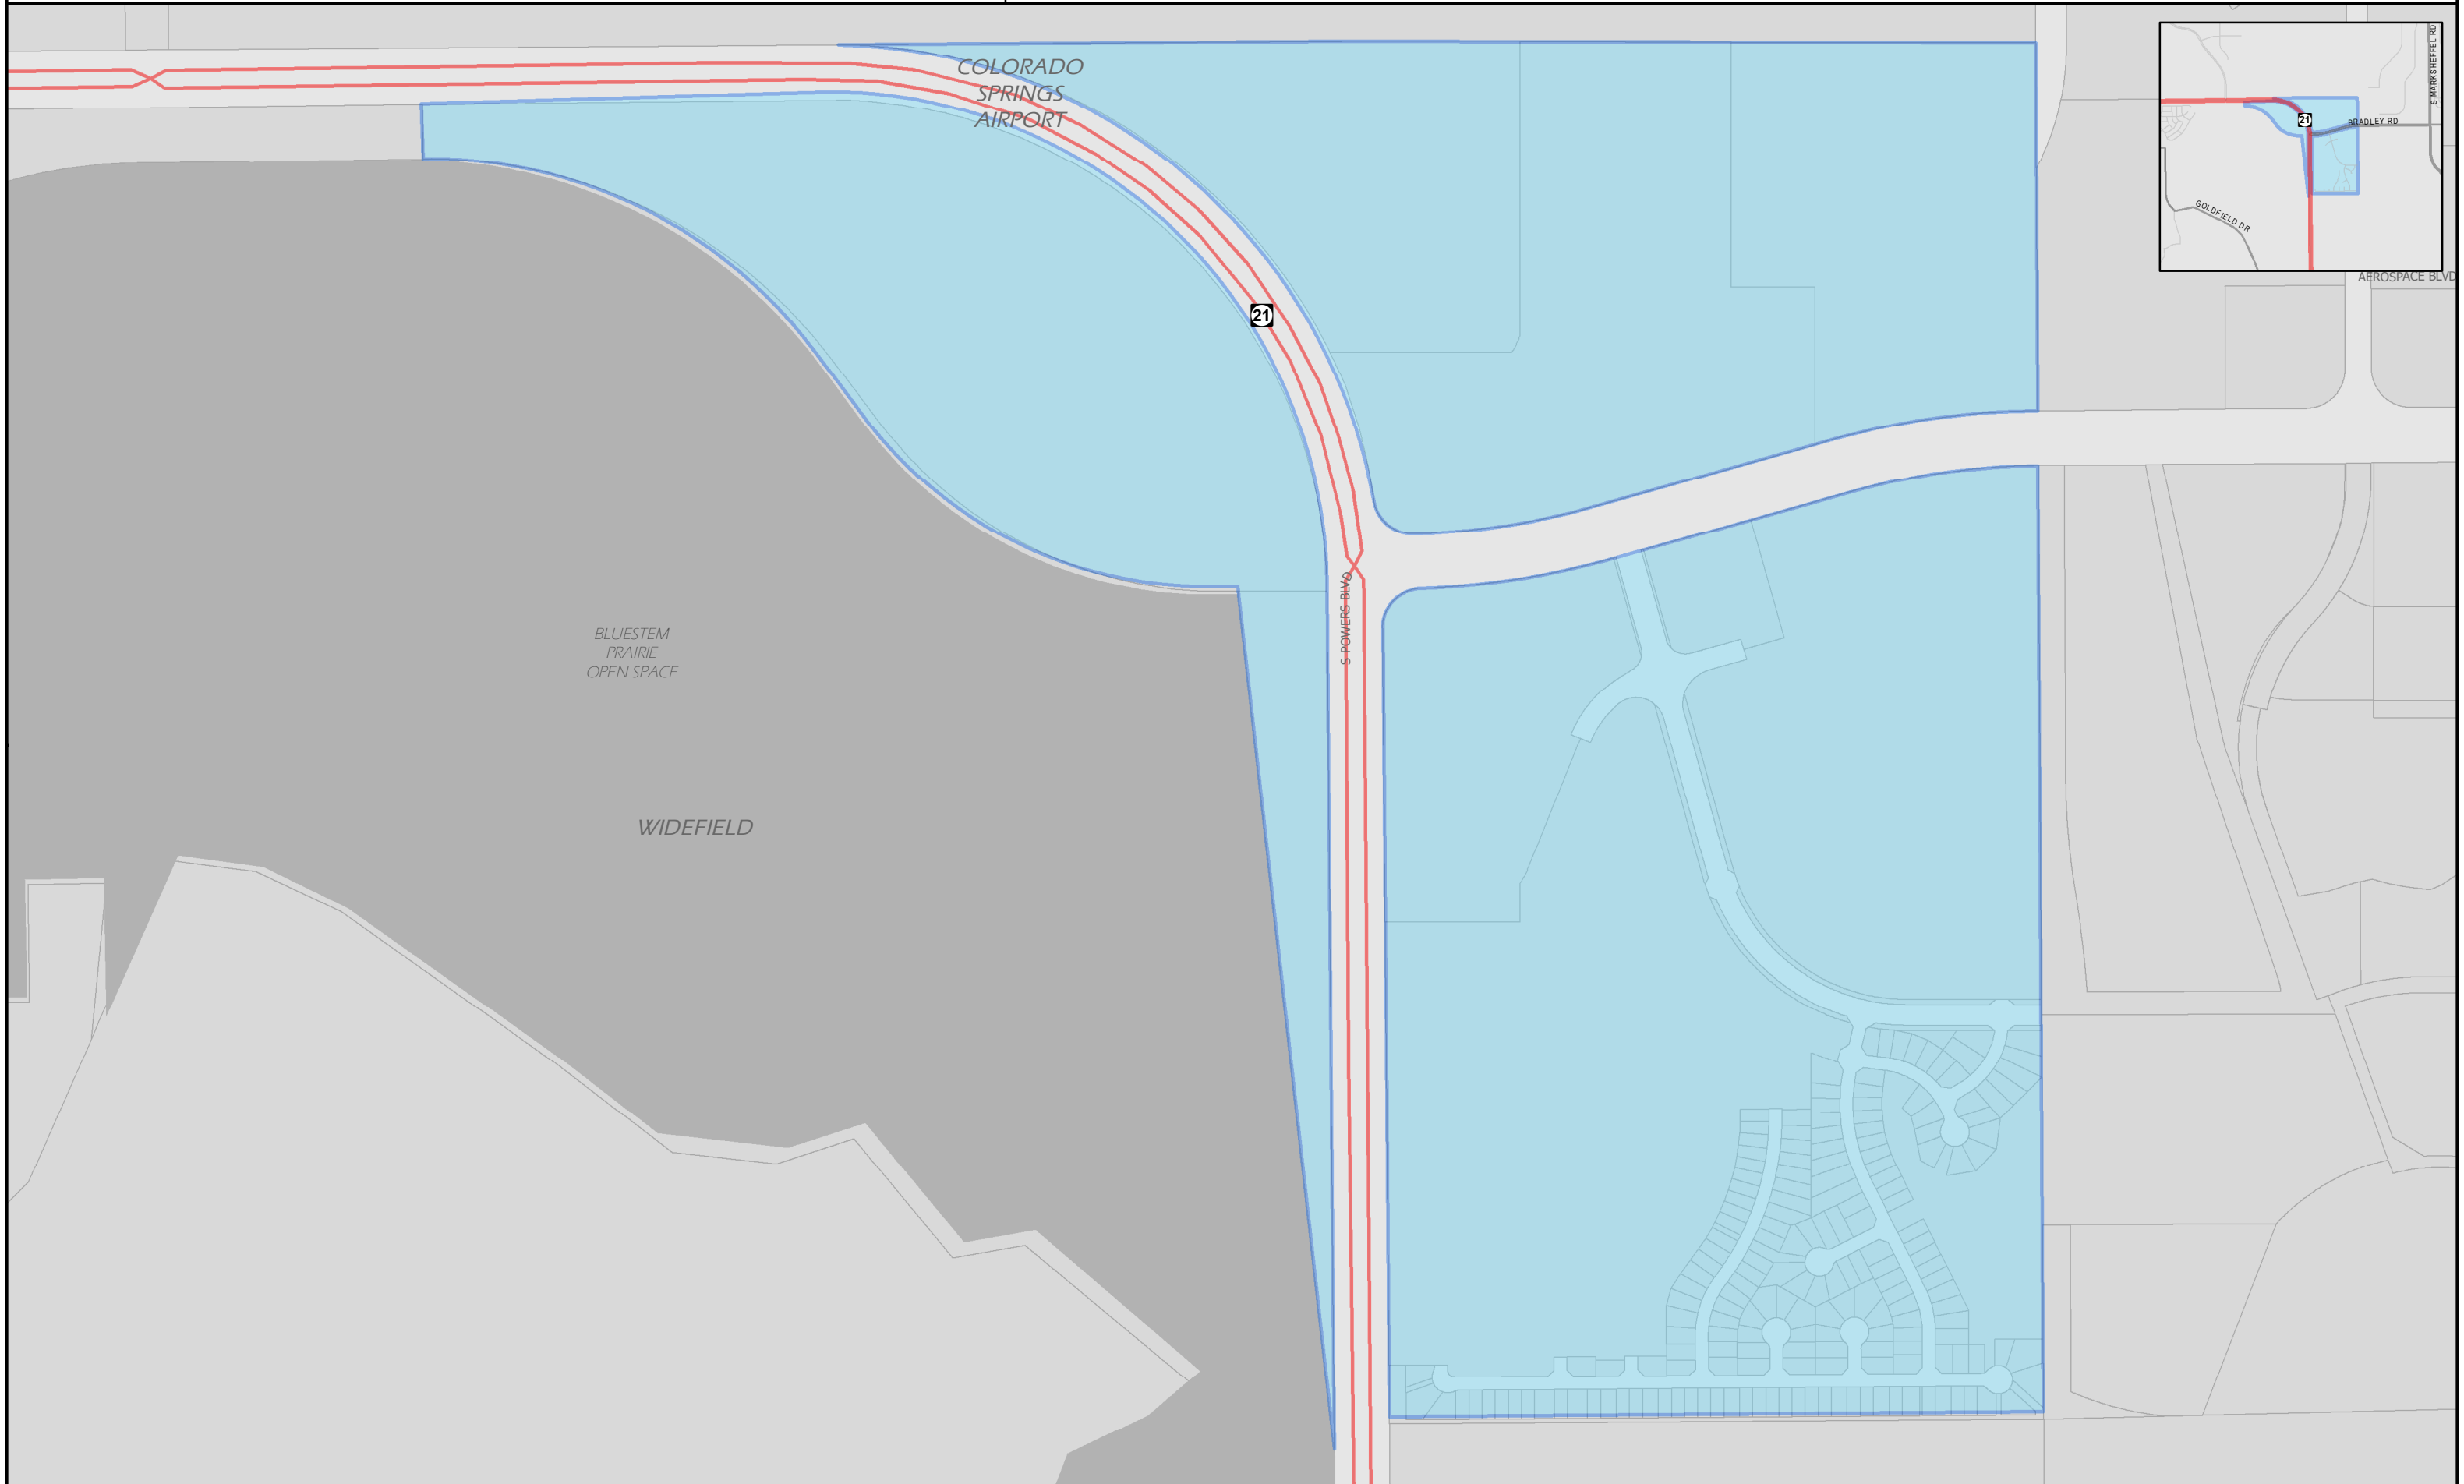 COLORADO
SPRINGS
AIRPORT
21
S POWERS BLVD
BLUESTEM
PRAIRIE
OPEN SPACE
WIDEFIELD
S MARKSHEFFEL RD
21
BRADLEY RD
GOLDFIELD DR
AEROSPACE BLVD